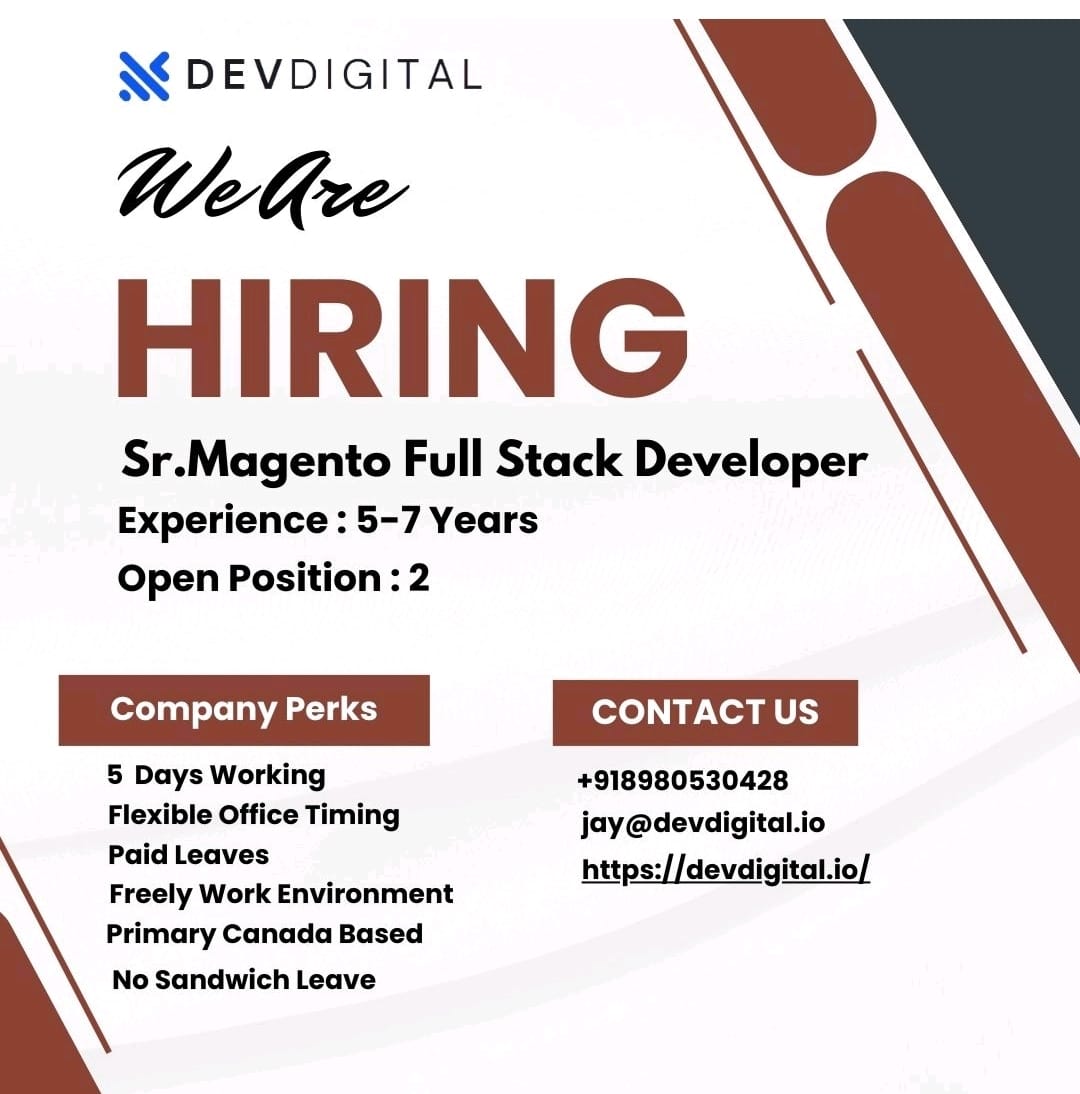 DEVDIGITAL
We Are
HIRING
Sr.Magento Full Stack Developer
Experience : 5-7 Years
Open Position : 2
Company Perks
5 Days Working
Flexible Office Timing
Paid Leaves
Freely Work Environment
Primary Canada Based
No Sandwich Leave
CONTACT US
+918980530428
jay@devdigital.io
https://devdigital.io/